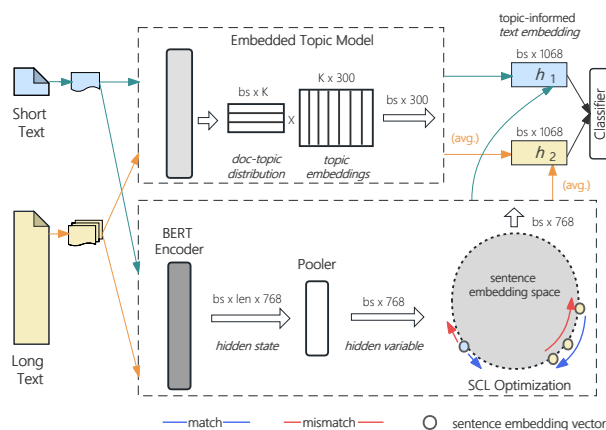 topic-informed
text embedding
Embedded Topic Model
bs x 1068
h 1
K x 300
bs x K
bs x 300
x
Short
Text
Classifier
bs x 1068
(avg.)
h 2
doc-topic
distribution
topic
embeddings
(avg.)
bs x 768
BERT
Encoder
Pooler
sentence
embedding space
bs x len x 768
bs x 768
hidden state
hidden variable
Long
Text
SCL Optimization
match
mismatch
sentence embedding vector